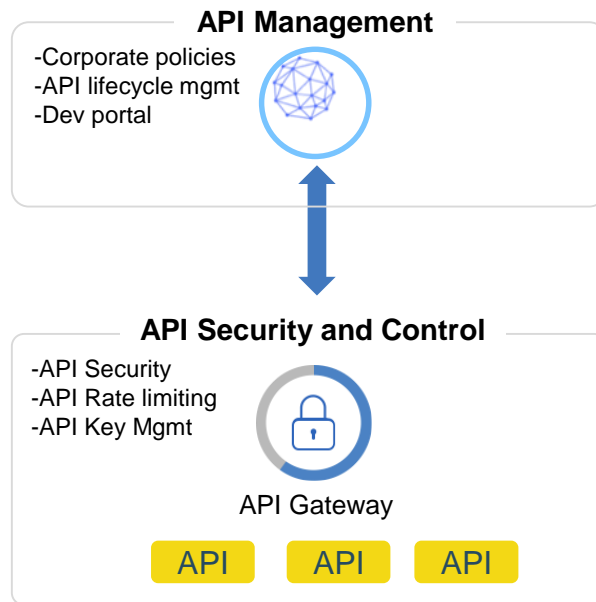 API Management
-Corporate policies
-API lifecycle mgmt
-Dev portal
API Security and Control
-API Security
-API Rate limiting
-API Key Mgmt
API Gateway
API API API